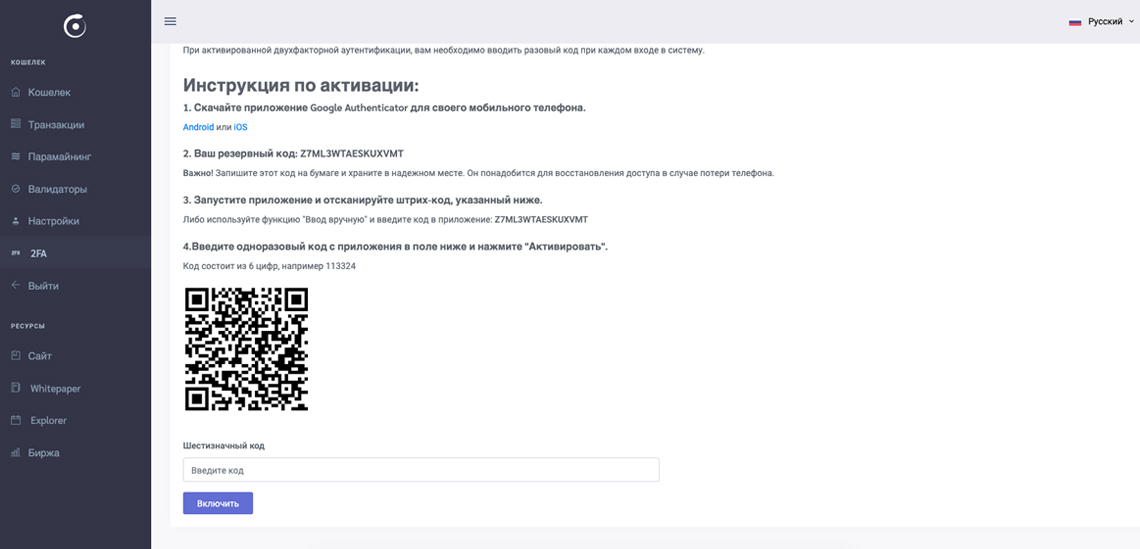 Русский
При активированной двухфакторной аутентификации, вам необходимо вводить разовый код при каждом входе в систему.
КОШЕЛЕК
Кошелек
Транзакции
Парамайнинг
Валидаторы
Настройки
2FA
2FA
Выйти
РЕСУРСЫ
Сайт
Whitepaper
Explorer
Биржа
Инструкция по активации:
1. Скачайте приложение Google Authenticator для своего мобильного телефона.
Android или iOS
2. Ваш резервный код: Z7ML3WTAESKUXVMT
Важно! Запишите этот код на бумаге и храните в надежном месте. Он понадобится для восстановления доступа в случае потери телефона.
3. Запустите приложение и отсканируйте штрих-код, указанный ниже.
Либо используйте функцию "Ввод вручную" и введите код в приложение: Z7ML3WTAESKUXVMT
4.Введите одноразовый код с приложения в поле ниже и нажмите "Активировать".
Код состоит из 6 цифр, например 113324
Шестизначный код
Введите код
Включить